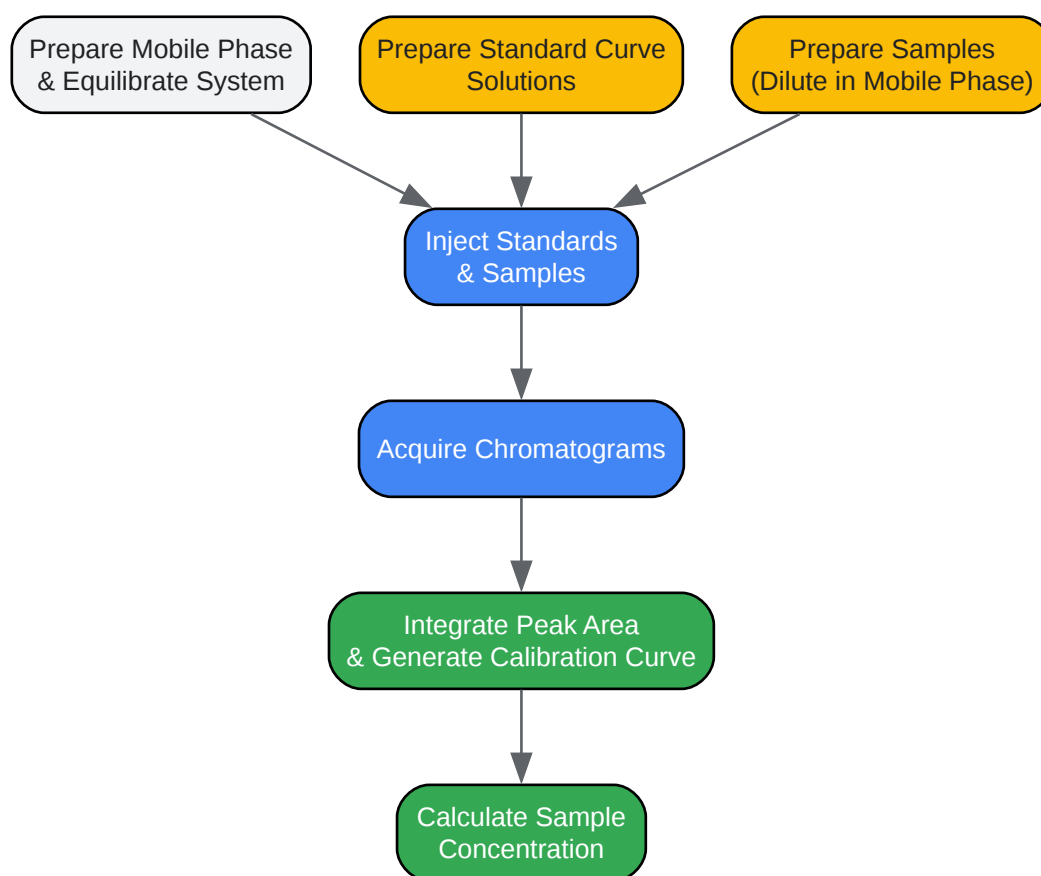 Prepare Mobile Phase
& Equilibrate System
Prepare Standard Curve
Solutions
Prepare Samples
(Dilute in Mobile Phase)
Inject Standards
& Samples
Acquire Chromatograms
Integrate Peak Area
& Generate Calibration Curve
Calculate Sample
Concentration